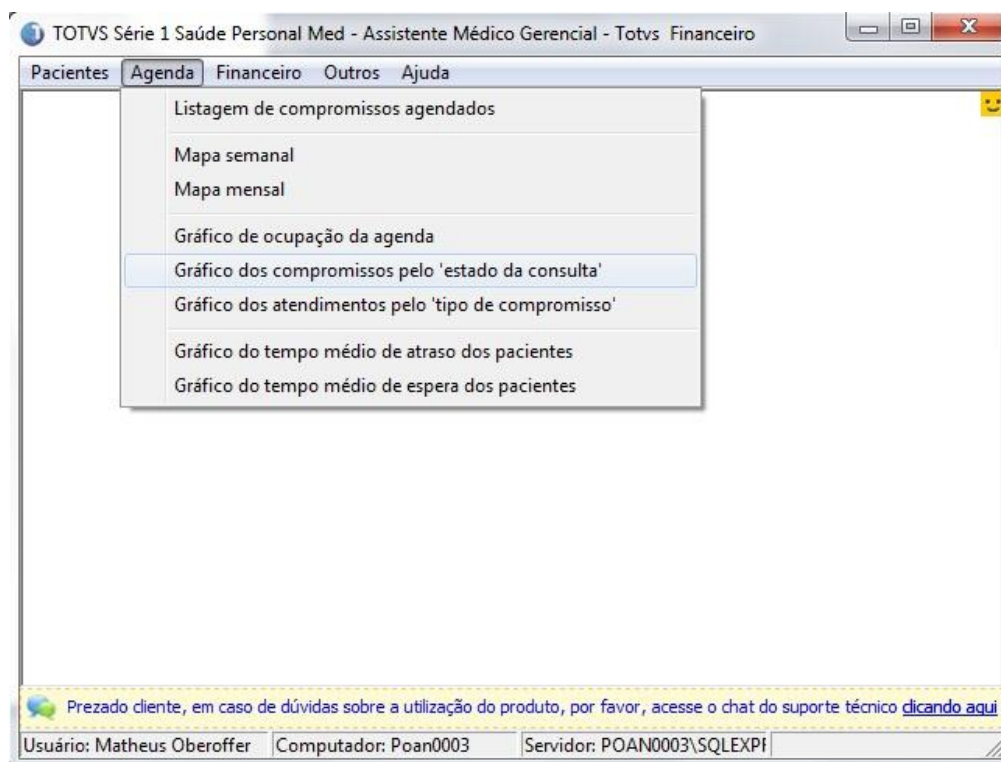 TOTVS Série 1 Saúde Personal Med - Assistente Médico Gerencial - Totvs Financeiro
Pacientes Agenda Financeiro Outros Ajuda
Listagem de compromissos agendados
Mapa semanal
Mapa mensal
Gráfico de ocupação da agenda
Gráfico dos compromissos pelo 'estado da consulta'
Gráfico dos atendimentos pelo 'tipo de compromisso'
Gráfico do tempo médio de atraso dos pacientes
Gráfico do tempo médio de espera dos pacientes
Prezado cliente, em caso de dúvidas sobre a utilização do produto, por favor, acesse o chat do suporte técnico clicando aqui
Usuário: Matheus Oberoffer Computador: Poan0003 Servidor: POAN0003\SQLEXPF